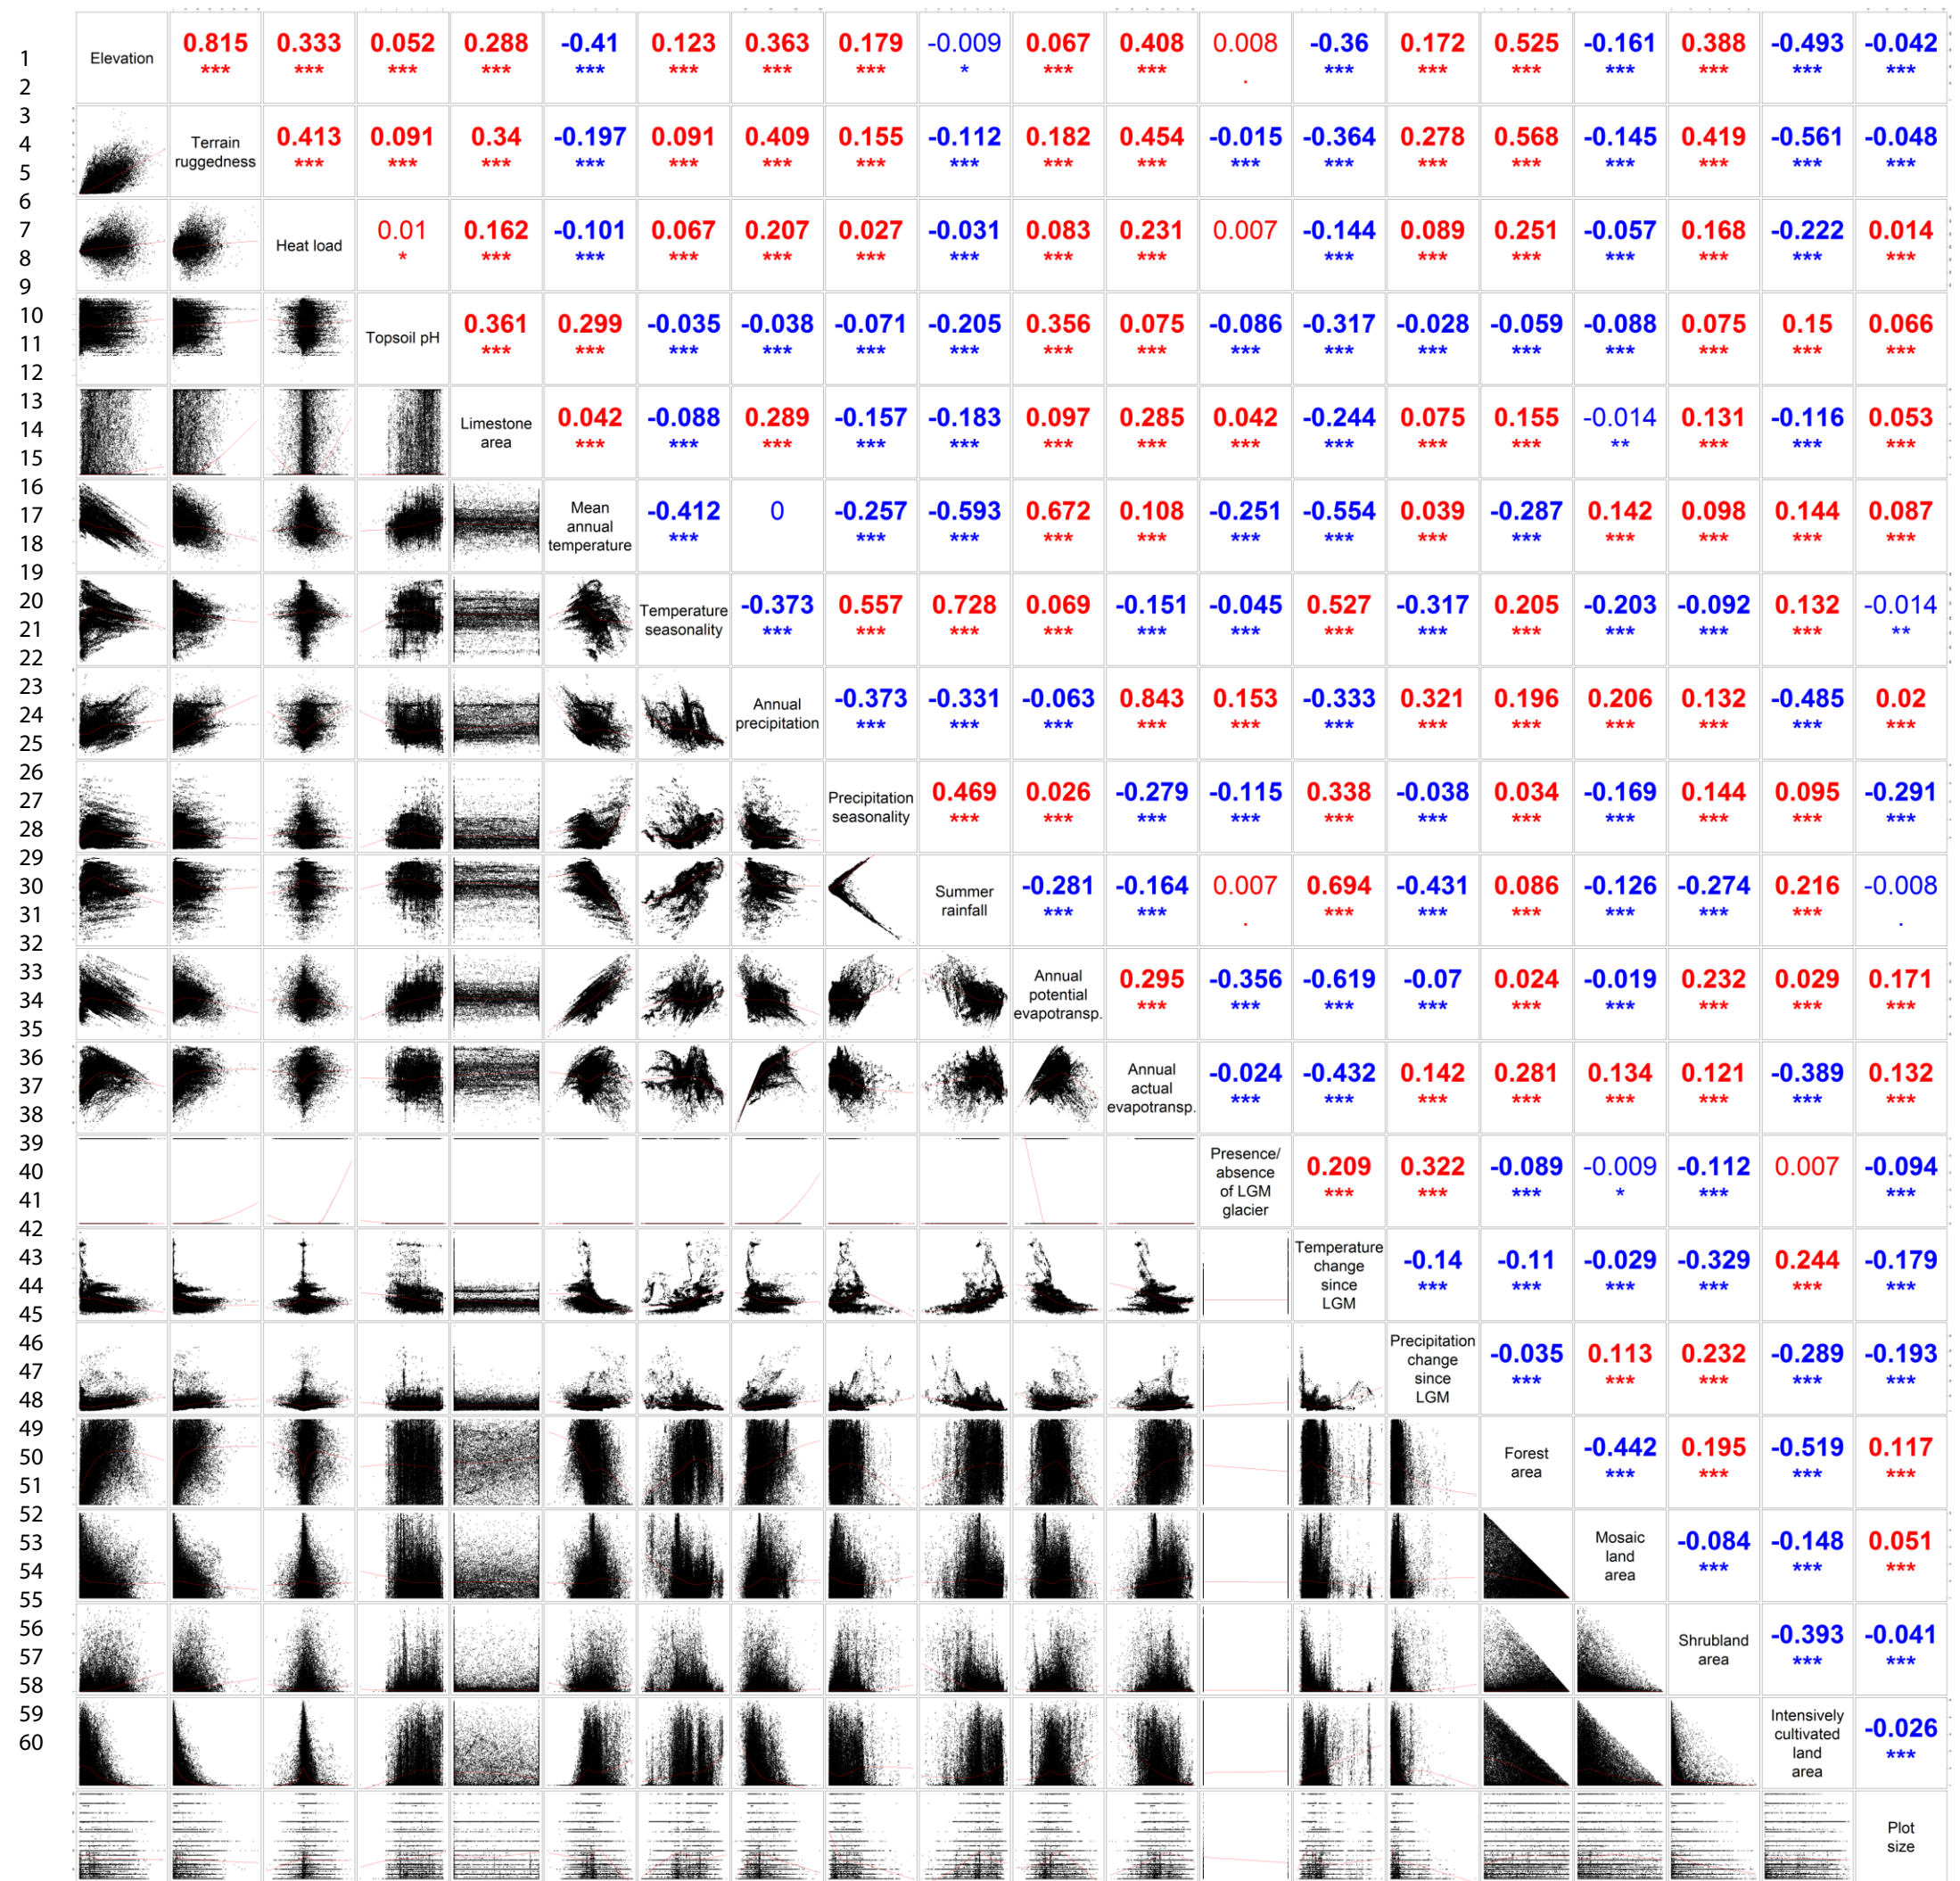 1
2
3
4
5
6
7
8
9
10
11
12
13
14
15
16
17
18
19
20
21
22
23
24
25
26
27
28
29
30
31
32
33
34
35
36
37
38
39
40
41
42
43
44
45
46
47
48
49
50
51
52
53
54
55
56
57
58
59
60
Elevation
0.815 0.333 0.052 0.288 -0.41 0.123 0.363 0.179 -0.009 0.067 0.408 0.008 -0.36 0.172 0.525 -0.161 0.388 -0.493 -0.042
*** *** *** *** *** *** *** *** * *** *** . *** *** *** *** *** *** ***
Terrain
ruggedness
0.413 0.091 0.34 -0.197 0.091 0.409 0.155 -0.112 0.182 0.454 -0.015 -0.364 0.278 0.568 -0.145 0.419 -0.561 -0.048
*** *** *** *** *** *** *** *** *** *** *** *** *** *** *** *** *** ***
Heat load
0.01 0.162 -0.101 0.067 0.207 0.027 -0.031 0.083 0.231 0.007 -0.144 0.089 0.251 -0.057 0.168 -0.222 0.014
* *** *** *** *** *** *** *** *** *** *** *** *** *** *** ***
Topsoil pH
0.361 0.299 -0.035 -0.038 -0.071 -0.205 0.356 0.075 -0.086 -0.317 -0.028 -0.059 -0.088 0.075 0.15 0.066
*** *** *** *** *** *** *** *** *** *** *** *** *** *** *** ***
Limestone
area
0.042 -0.088 0.289 -0.157 -0.183 0.097 0.285 0.042 -0.244 0.075 0.155 -0.014 0.131 -0.116 0.053
*** *** *** *** *** *** *** *** *** *** *** ** *** *** ***
Mean
annual
temperature
-0.412 0 -0.257 -0.593 0.672 0.108 -0.251 -0.554 0.039 -0.287 0.142 0.098 0.144 0.087
*** *** *** *** *** *** *** *** *** *** *** *** ***
Temperature
seasonality
-0.373 0.557 0.728 0.069 -0.151 -0.045 0.527 -0.317 0.205 -0.203 -0.092 0.132 -0.014
*** *** *** *** *** *** *** *** *** *** *** *** **
Annual
precipitation
-0.373 -0.331 -0.063 0.843 0.153 -0.333 0.321 0.196 0.206 0.132 -0.485 0.02
*** *** *** *** *** *** *** *** *** *** *** ***
Precipitation
seasonality
0.469 0.026 -0.279 -0.115 0.338 -0.038 0.034 -0.169 0.144 0.095 -0.291
*** *** *** *** *** *** *** *** *** *** ***
Summer
rainfall
-0.281 -0.164 0.007 0.694 -0.431 0.086 -0.126 -0.274 0.216 -0.008
*** *** . *** *** *** *** *** *** .
Annual
potential
evapotransp.
0.295 -0.356 -0.619 -0.07 0.024 -0.019 0.232 0.029 0.171
*** *** *** *** *** *** *** *** ***
Annual
actual
evapotransp.
-0.024 -0.432 0.142 0.281 0.134 0.121 -0.389 0.132
*** *** *** *** *** *** *** ***
Presence/
absence
of LGM
glacier
0.209 0.322 -0.089 -0.009 -0.112 0.007 -0.094
*** *** *** * *** ***
Temperature
change
since
LGM
-0.14 -0.11 -0.029 -0.329 0.244 -0.179
*** *** *** *** *** ***
Precipitation
change
since
LGM
-0.035 0.113 0.232 -0.289 -0.193
*** *** *** *** ***
Forest
area
-0.442 0.195 -0.519 0.117
*** *** *** ***
Mosaic
land
area
-0.084 -0.148 0.051
*** *** ***
Shrubland
area
-0.393 -0.041
*** ***
Intensively
cultivated
land
area
-0.026
***
Plot
size